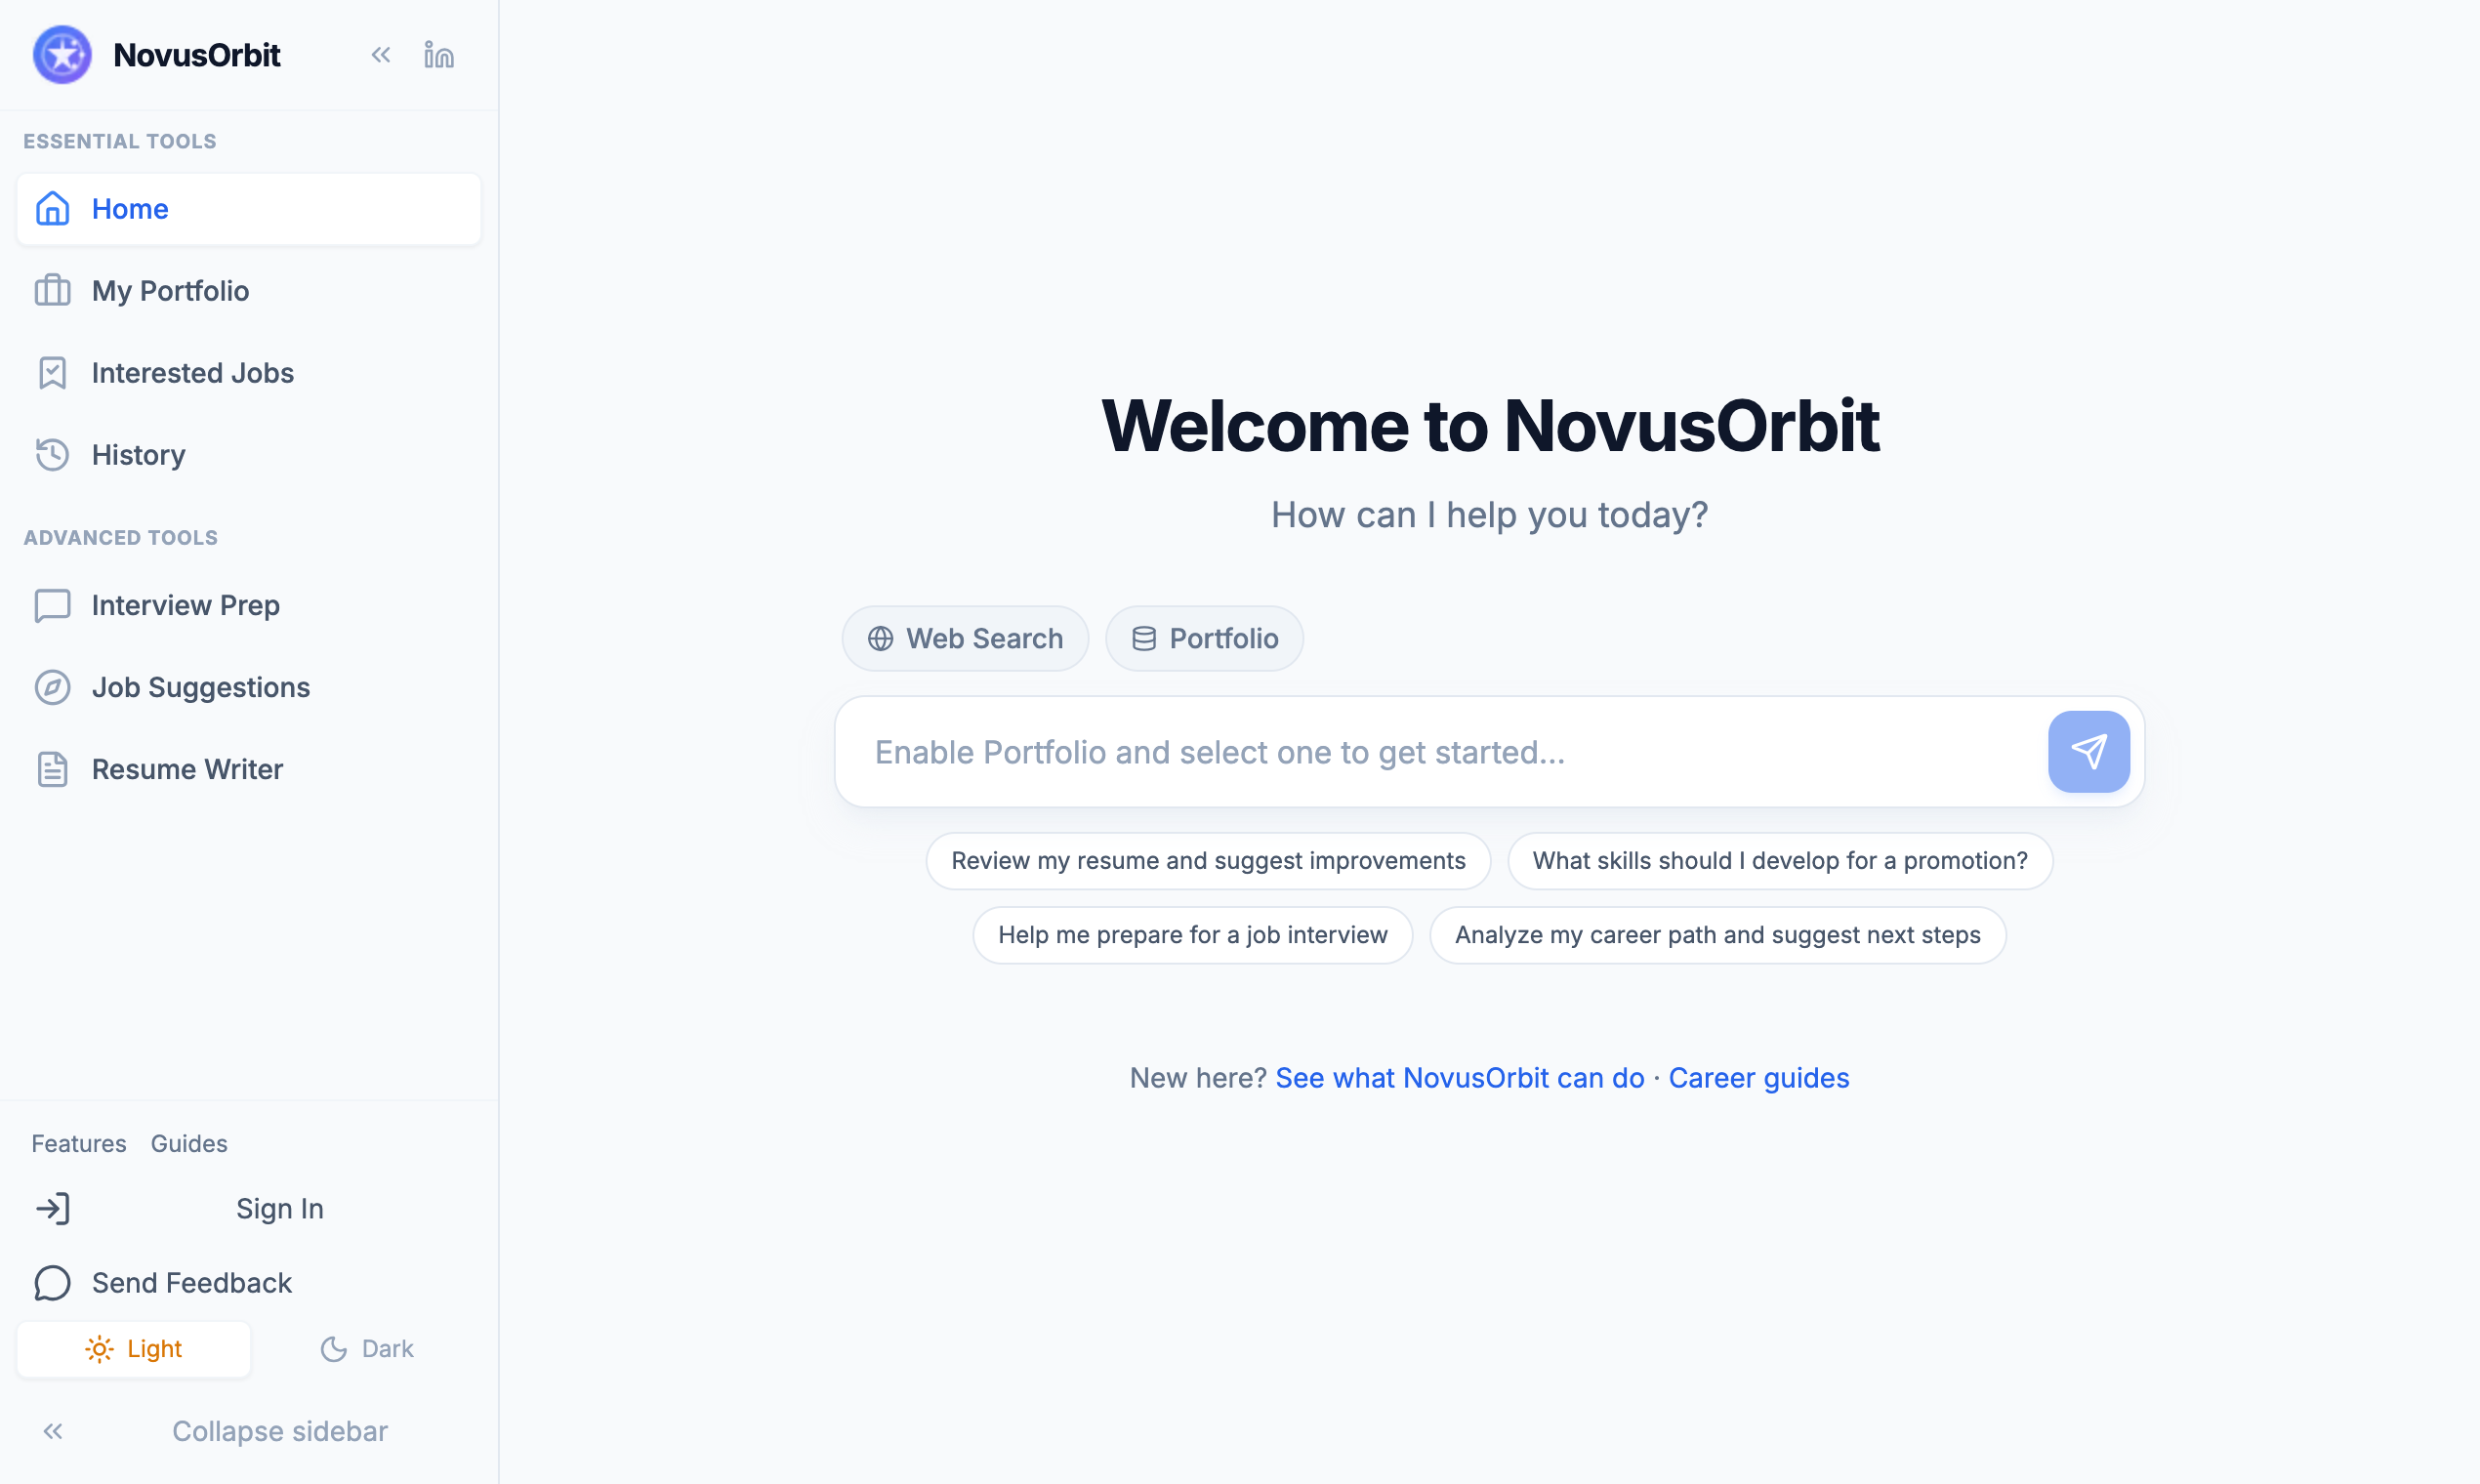 NovusOrbit
ESSENTIAL TOOLS
Home
My Portfolio
Interested Jobs
History
ADVANCED TOOLS
Interview Prep
Job Suggestions
Resume Writer
Features Guides
Sign In
Send Feedback
Light Dark
Collapse sidebar
Welcome to NovusOrbit
How can I help you today?
Web Search Portfolio
Enable Portfolio and select one to get started...
Review my resume and suggest improvements What skills should I develop for a promotion?
Help me prepare for a job interview Analyze my career path and suggest next steps
New here? See what NovusOrbit can do · Career guides